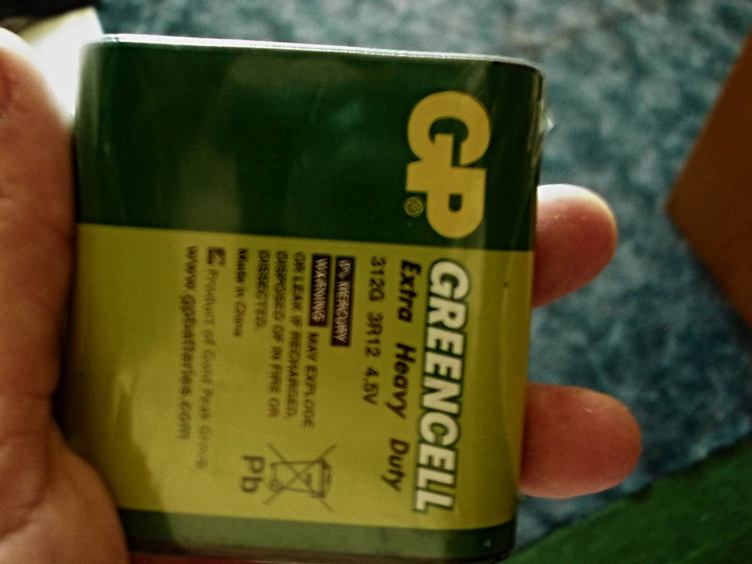 GP®
GREENCELL
Extra Heavy Duty
312G 3R12 4.5V
0% MERCURY
WARNING MAY EXPLODE
OR LEAK IF RECHARGED,
DISPOSES OF IN FIRE OR
DISSECTED.
Made in China
Product of Gold Peak Group
www.gpbatteries.com
Pb